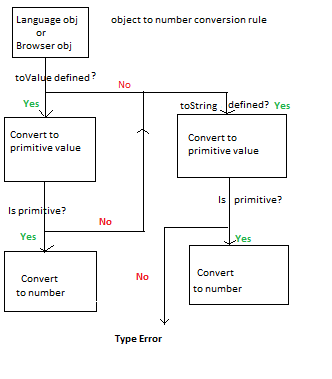 Language obj
or
Browser obj
object to number conversion rule
toValue defined?
No
Yes
toString defined? Yes
Convert to
primitive value
Convert to
primitive value
Is primitive?
Is primitive?
No
Yes
Yes
Convert
to number
No
Convert
to number
Type Error